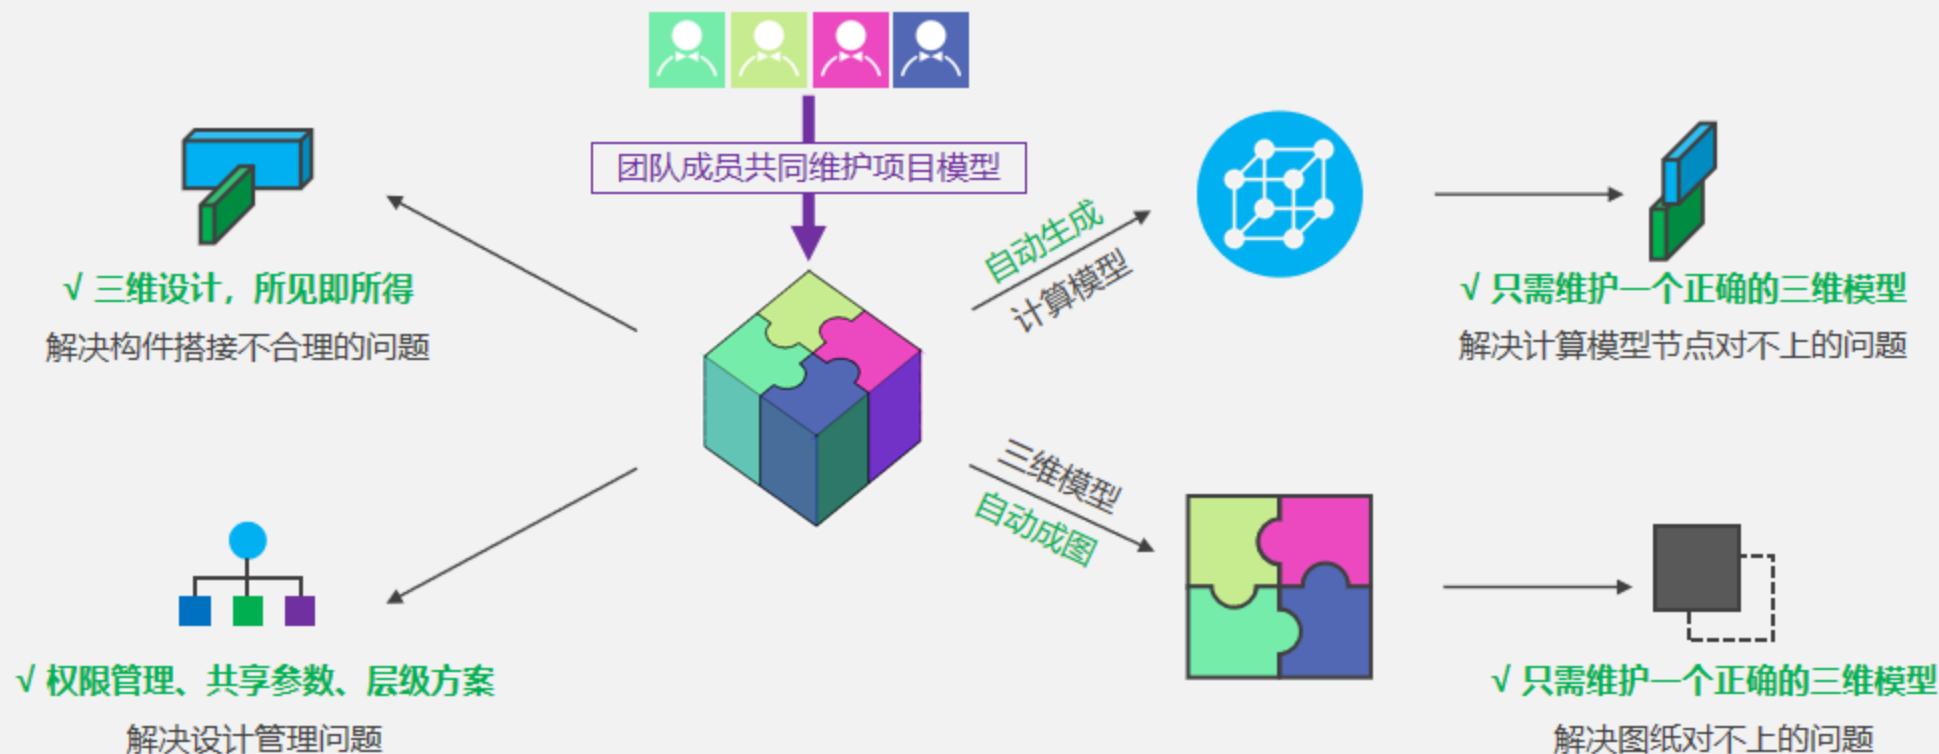 团队成员共同维护项目模型
自动生成
计算模型
√ 三维设计，所见即所得
解决构件搭接不合理的问题
√ 只需维护一个正确的三维模型
解决计算模型节点对不上的问题
三维模型
自动成图
√ 权限管理、共享参数、层级方案
解决设计管理问题
√ 只需维护一个正确的三维模型
解决图纸对不上的问题